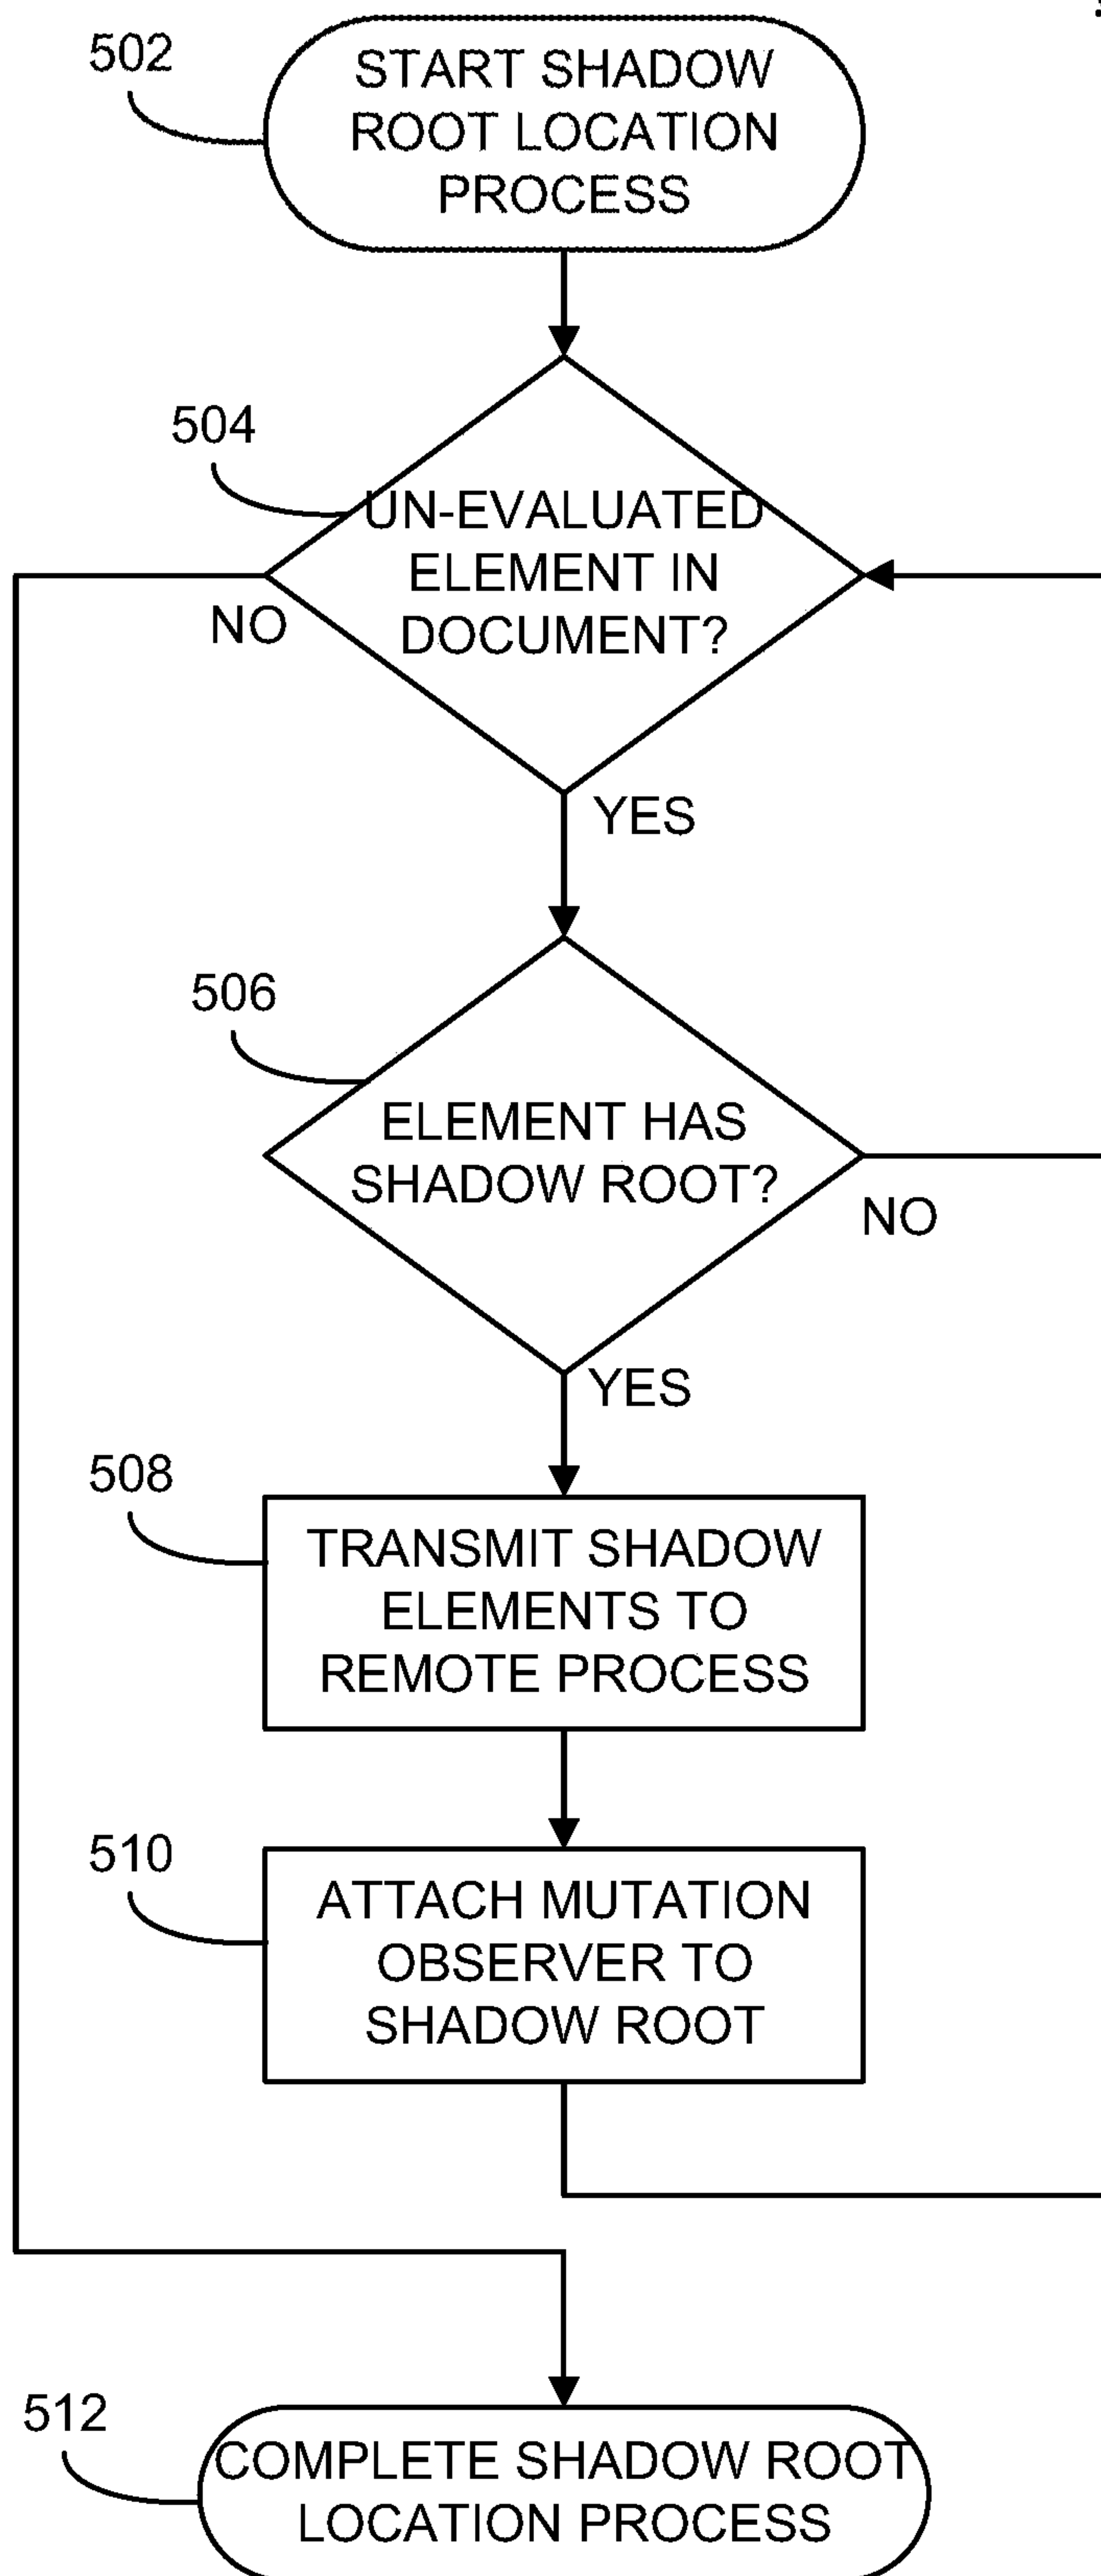 502
START SHADOW
ROOT LOCATION
PROCESS
504
UN-EVALUATED
ELEMENT IN
DOCUMENT?
NO
YES
506
ELEMENT HAS
SHADOW ROOT?
NO
YES
508
TRANSMIT SHADOW
ELEMENTS TO
REMOTE PROCESS
510
ATTACH MUTATION
OBSERVER TO
SHADOW ROOT
512
COMPLETE SHADOW ROOT
LOCATION PROCESS